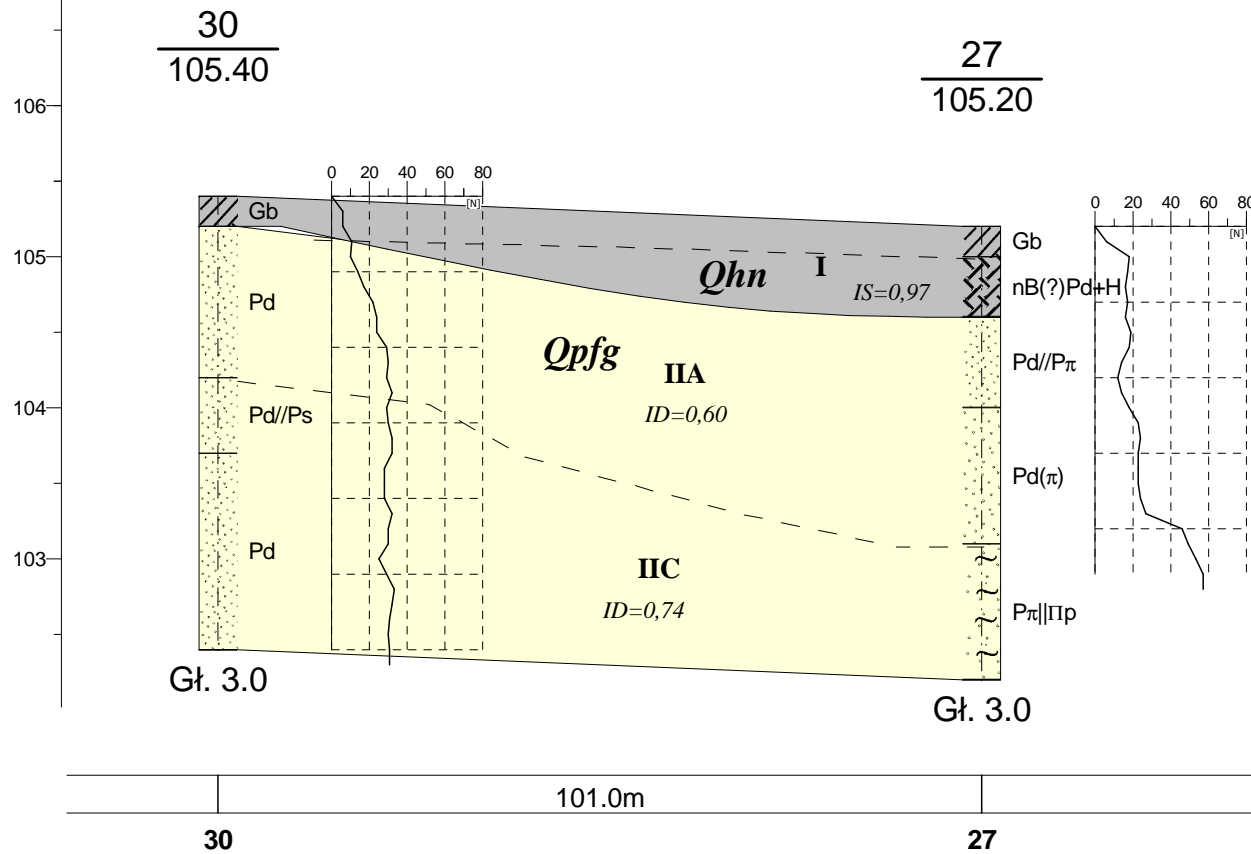 30
105.40
27
105.20
106
105
104
103
0 20 40 60 80
[N]
0 20 40 60 80
[N]
Gb
Pd
Pd//Ps
Pd
Qhn
I
IS=0,97
Qpfg
IIA
ID=0,60
IIC
ID=0,74
Gb
nB(?)Pd+H
Pd//Pπ
Pd(π)
Pπ||Πp
Gł. 3.0
Gł. 3.0
101.0m
30
27